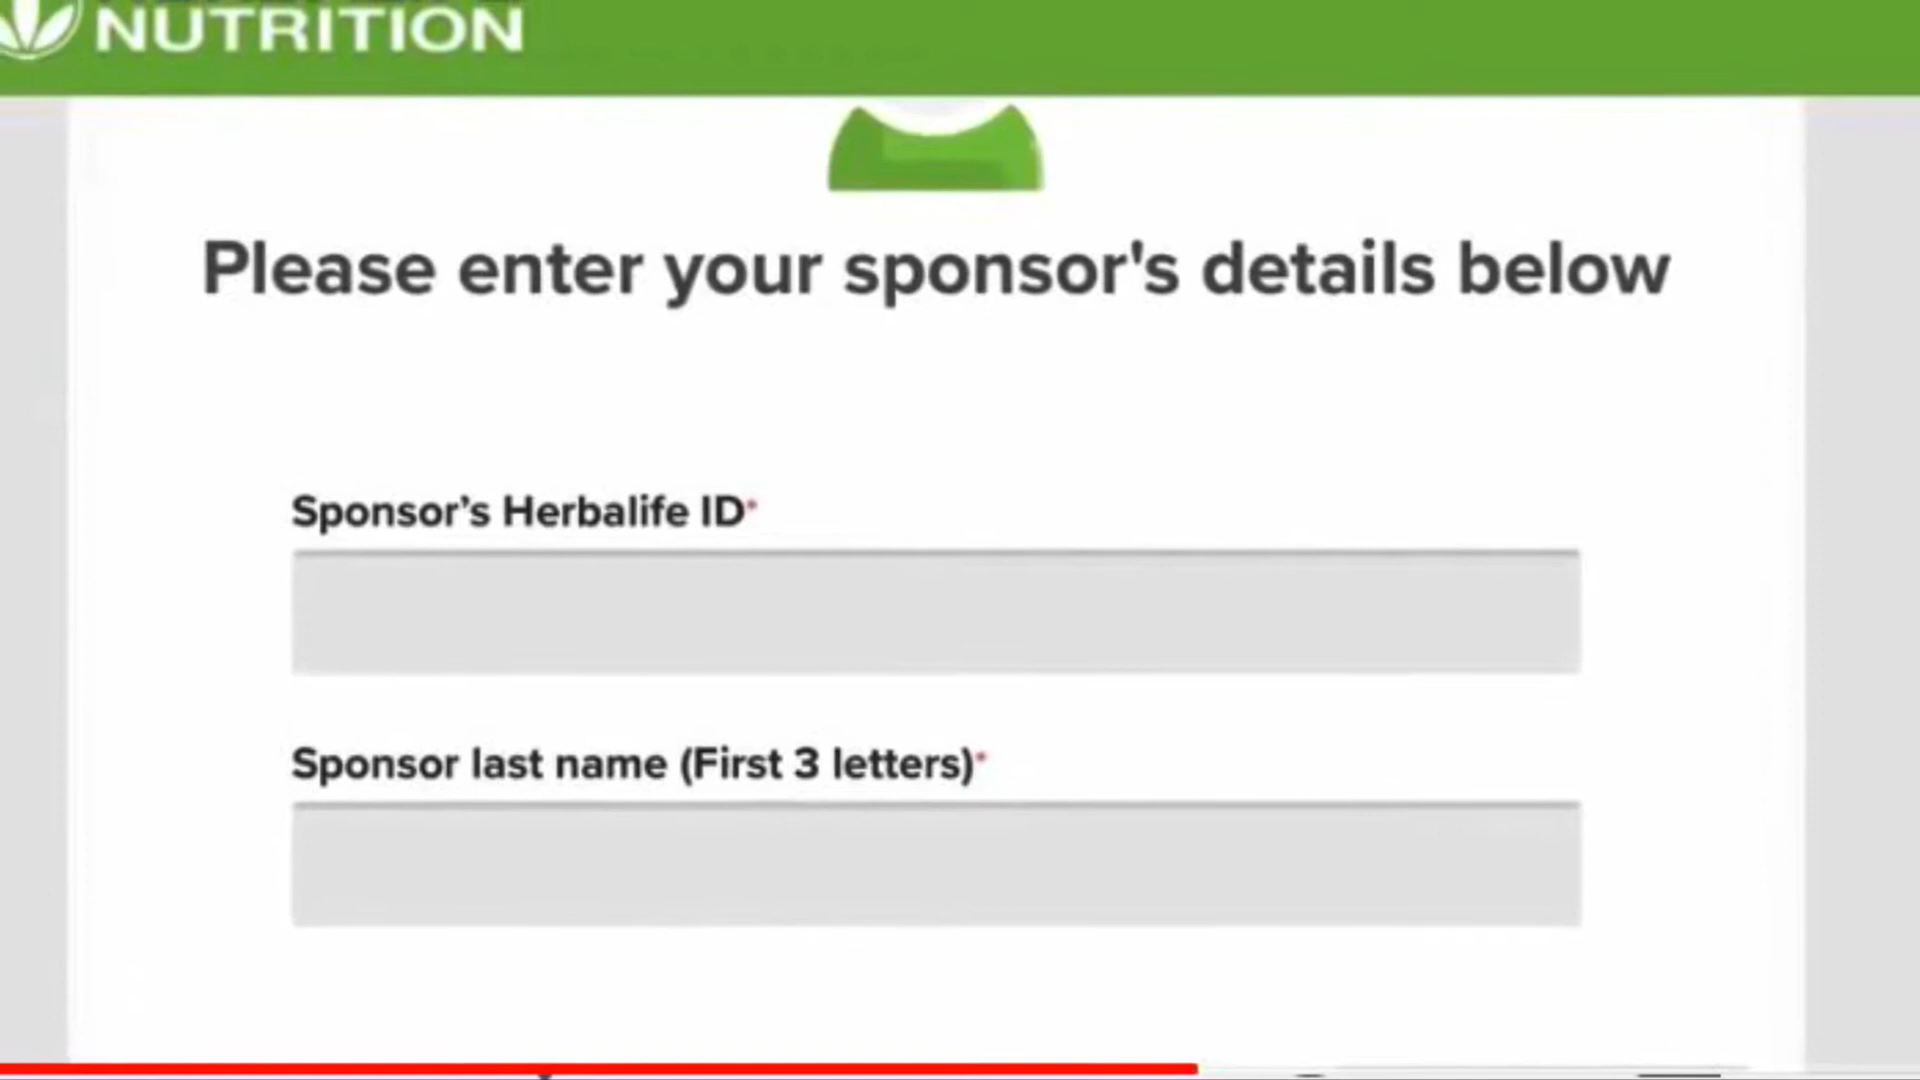 NUTRITION
Please enter your sponsor's details below
Sponsor’s Herbalife ID*
Sponsor last name (First 3 letters)*